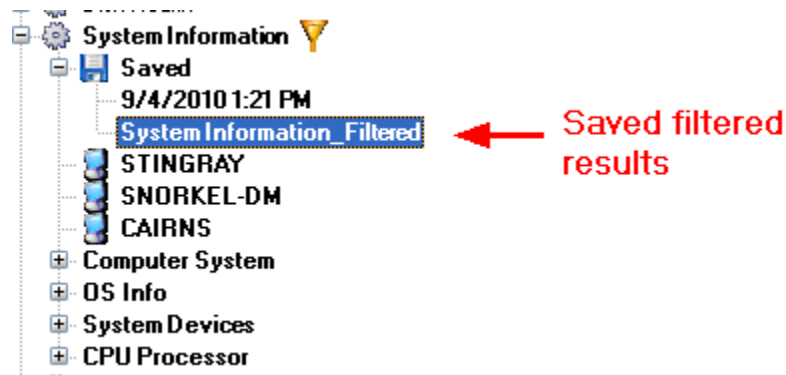 System Information
Saved
9/4/2010 1:21 PM
System Information_Filtered
Saved filtered
results
STINGRAY
SNORKEL-DM
CAIRNS
Computer System
OS Info
System Devices
CPU Processor